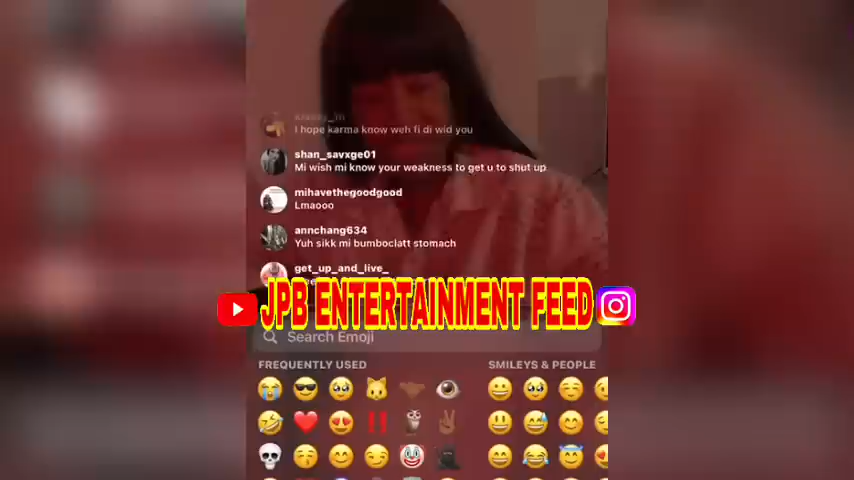 I hope karma know weh fi di wid you
shan_savxge01
Mi wish mi know your weakness to get u to shut up
mihavethegoodgood
Lmaooo
annchang634
Yuh sikk mi bumboclatt stomach
get_up_and_live_
JPB ENTERTAINMENT FEED
Search Emoji
FREQUENTLY USED
SMILEYS & PEOPLE